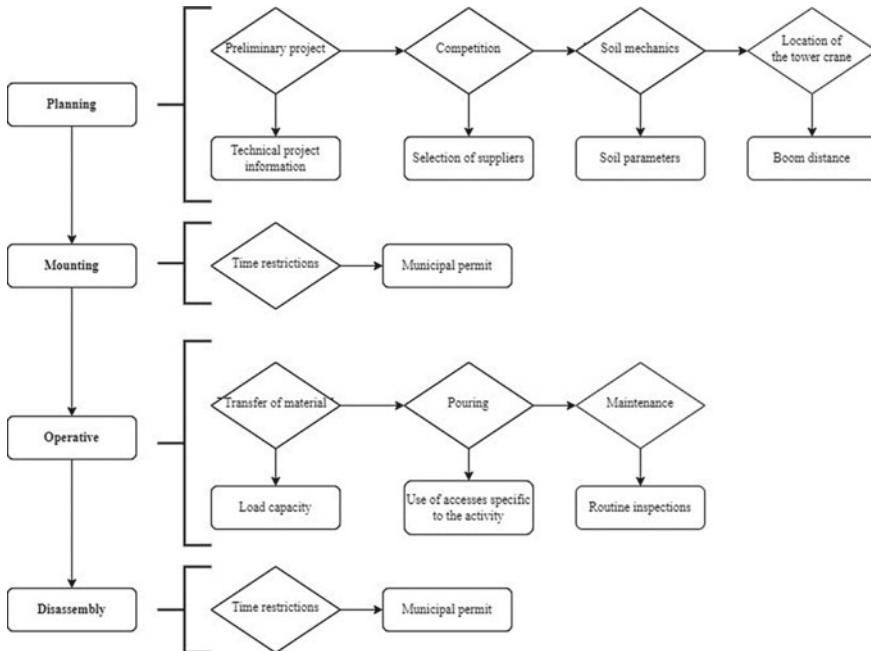 Preliminary project
Competition
Soil mechanics
Location of
the tower crane
Planning
Technical project
information
Selection of suppliers
Soil parameters
Boom distance
Mounting
Time restrictions
Municipal permit
Transfer of material
Pouring
Maintenance
Operative
Load capacity
Use of accesses specific
to the activity
Routine inspections
Disassembly
Time restrictions
Municipal permit